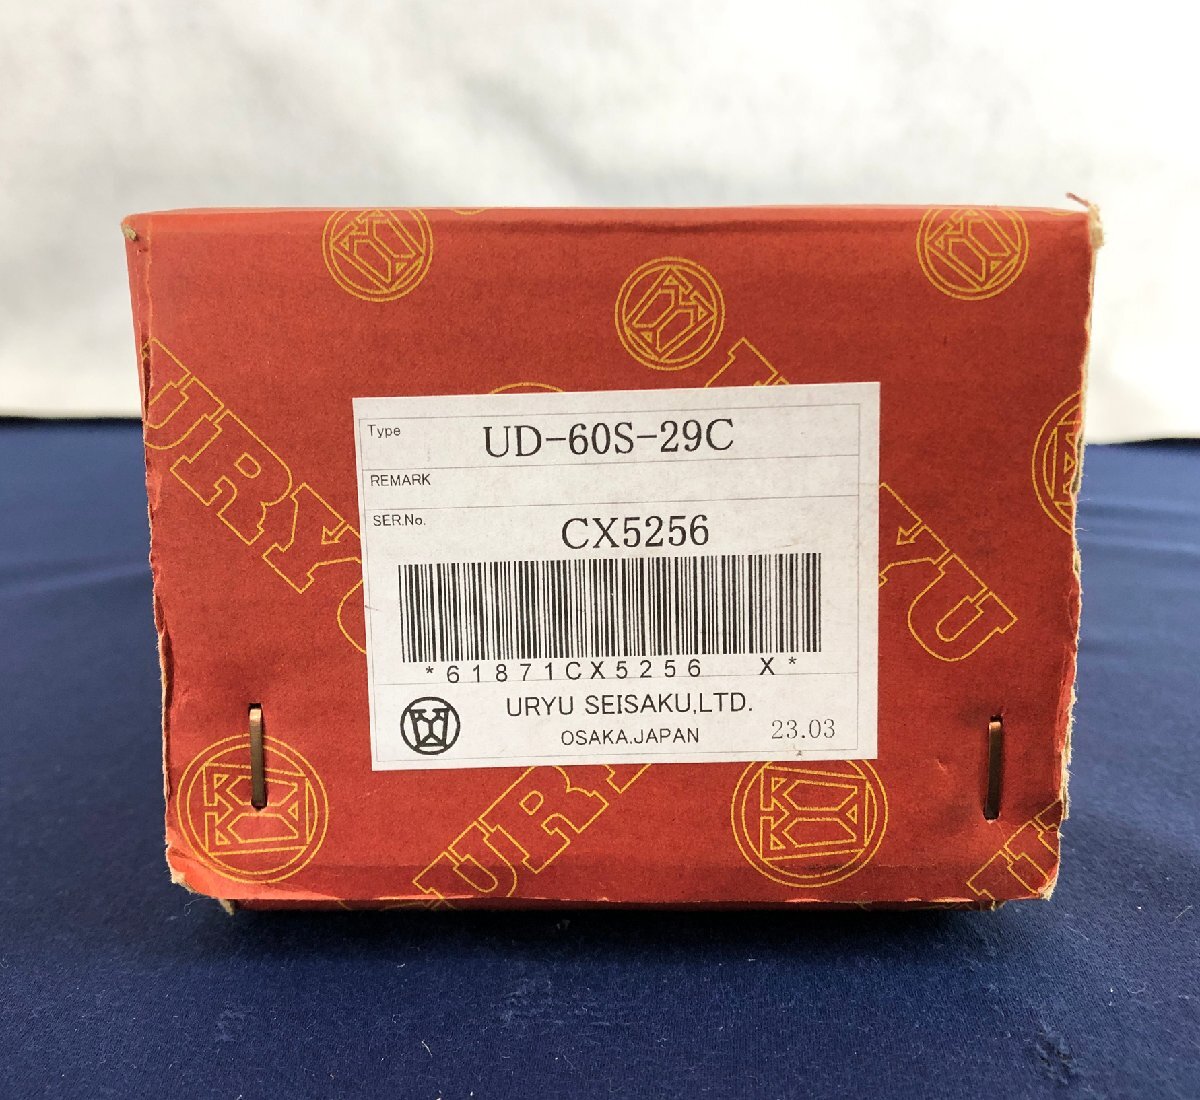 Type UD-60S-29C
REMARK
SER.No.
CX5256
*61871CX5256 X*
URYU SEISAKU,LTD.
OSAKA.JAPAN 23.03
URYU
URYU
URYU